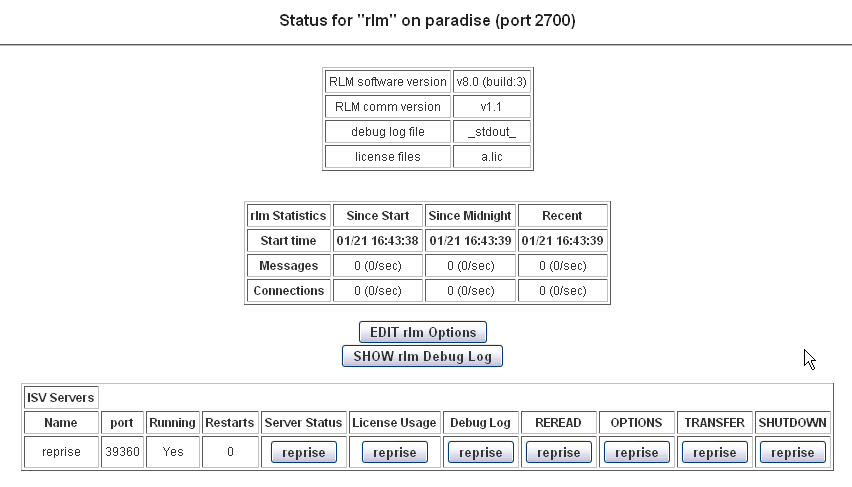 Status for "rlm" on paradise (port 2700)
RLM software version v8.0 (build:3)
RLM comm version v1.1
debug log file _stdout_
license files a.lic
rlm Statistics Since Start Since Midnight Recent
Start time 01/21 16:43:38 01/21 16:43:39 01/21 16:43:39
Messages 0 (0/sec) 0 (0/sec) 0 (0/sec)
Connections 0 (0/sec) 0 (0/sec) 0 (0/sec)
EDIT rlm Options
SHOW rlm Debug Log
ISV Servers
Name port Running Restarts Server Status License Usage Debug Log REREAD OPTIONS TRANSFER SHUTDOWN
reprise 39360 Yes 0 reprise reprise reprise reprise reprise reprise reprise